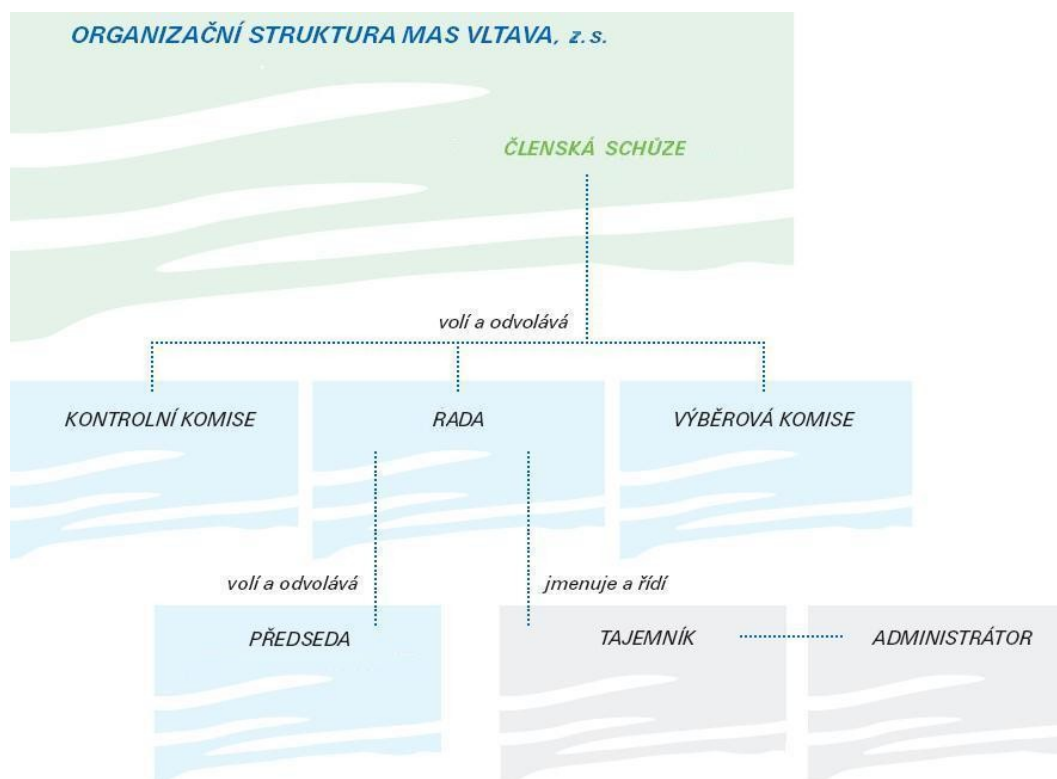 ORGANIZAČNÍ STRUKTURA MAS VLTAVA, z.s.
ČLENSKÁ SCHŮZE
volí a odvolává
KONTROLNÍ KOMISE
RADA
VÝBĚROVÁ KOMISE
volí a odvolává
jmenuje a řídí
PŘEDSEDA
TAJEMNÍK
ADMINISTRÁTOR